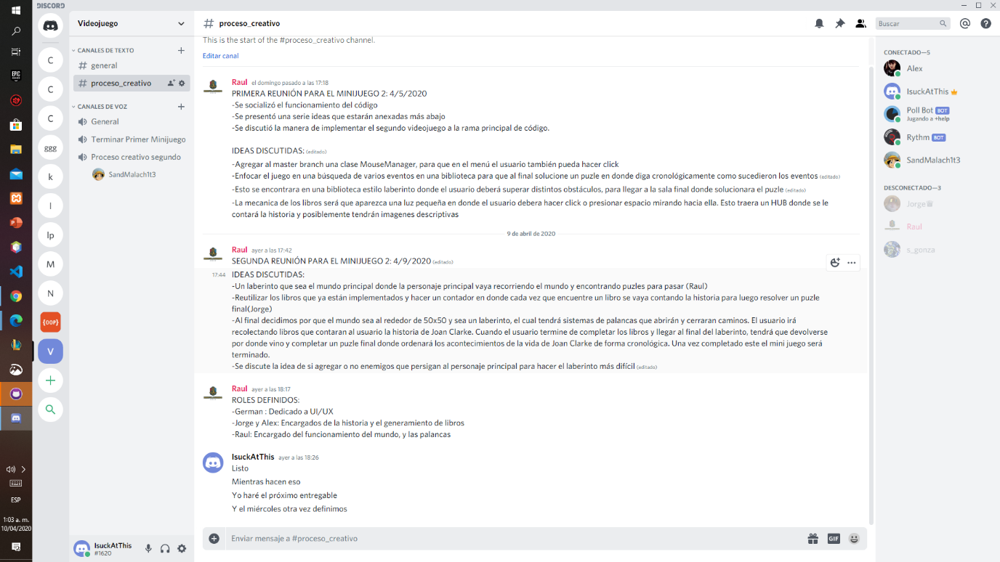 DISCORD
Videojuego
# proceso_creativo
Buscar
This is the start of the #proceso_creativo channel.
Editar canal
CANALES DE TEXTO
# general
# proceso_creativo
CANALES DE VOZ
General
Terminar Primer Minijuego
Proceso creativo segundo
SandMalach1t3
C
C
C
ggg
k
l
lp
M
N
{OOP}
V
EPIC
Raul el domingo pasado a las 17:18
PRIMERA REUNIÓN PARA EL MINIJUEGO 2: 4/5/2020
-Se socializó el funcionamiento del código
-Se presentó una serie ideas que estarán anexadas más abajo
-Se discutió la manera de implementar el segundo videojuego a la rama principal de código.
IDEAS DISCUTIDAS: (editado)
-Agregar al master branch una clase MouseManager, para que en el menú el usuario también pueda hacer click
-Enfocar el juego en una búsqueda de varios eventos en una biblioteca para que al final solucione un puzle en donde diga cronológicamente como sucedieron los eventos (editado)
-Esto se encontrara en una biblioteca estilo laberinto donde el usuario deberá superar distintos obstáculos, para llegar a la sala final donde solucionara el puzle (editado)
-La mecanica de los libros será que aparezca una luz pequeña en donde el usuario debera hacer click o presionar espacio mirando hacia ella. Esto traera un HUB donde se le
contará la historia y posiblemente tendrán imagenes descriptivas
9 de abril de 2020
Raul ayer a las 17:42
SEGUNDA REUNIÓN PARA EL MINIJUEGO 2: 4/9/2020 (editado)
17:44 IDEAS DISCUTIDAS:
-Un laberinto que sea el mundo principal donde la personaje principal vaya recorriendo el mundo y encontrando puzles para pasar (Raul)
-Reutilizar los libros que ya están implementados y hacer un contador en donde cada vez que encuentre un libro se vaya contando la historia para luego resolver un puzle
final(Jorge)
-Al final decidimos por que el mundo sea al rededor de 50x50 y sea un laberinto, el cual tendrá sistemas de palancas que abrirán y cerraran caminos. El usuario irá
recolectando libros que contaran al usuario la historia de Joan Clarke. Cuando el usuario termine de completar los libros y llegar al final del laberinto, tendrá que devolverse
por donde vino y completar un puzle final donde ordenará los acontecimientos de la vida de Joan Clarke de forma cronológica. Una vez completado este el mini juego será
terminado.
-Se discute la idea de si agregar o no enemigos que persigan al personaje principal para hacer el laberinto más difícil (editado)
Raul ayer a las 18:17
ROLES DEFINIDOS:
-German : Dedicado a UI/UX
-Jorge y Alex: Encargados de la historia y el generamiento de libros
-Raul: Encargado del funcionamiento del mundo, y las palancas
IsuckAtThis ayer a las 18:26
Listo
Mientras hacen eso
Yo haré el próximo entregable
Y el miércoles otra vez definimos
Enviar mensaje a #proceso_creativo
GIF
CONECTADO—5
Alex
IsuckAtThis
Poll Bot BOT
Jugando a +help
Rythm BOT
SandMalach1t3
DESCONECTADO—3
Jorge
Raul
s_gonza
IsuckAtThis
#1620
ESP
1:03 a. m.
10/04/2020